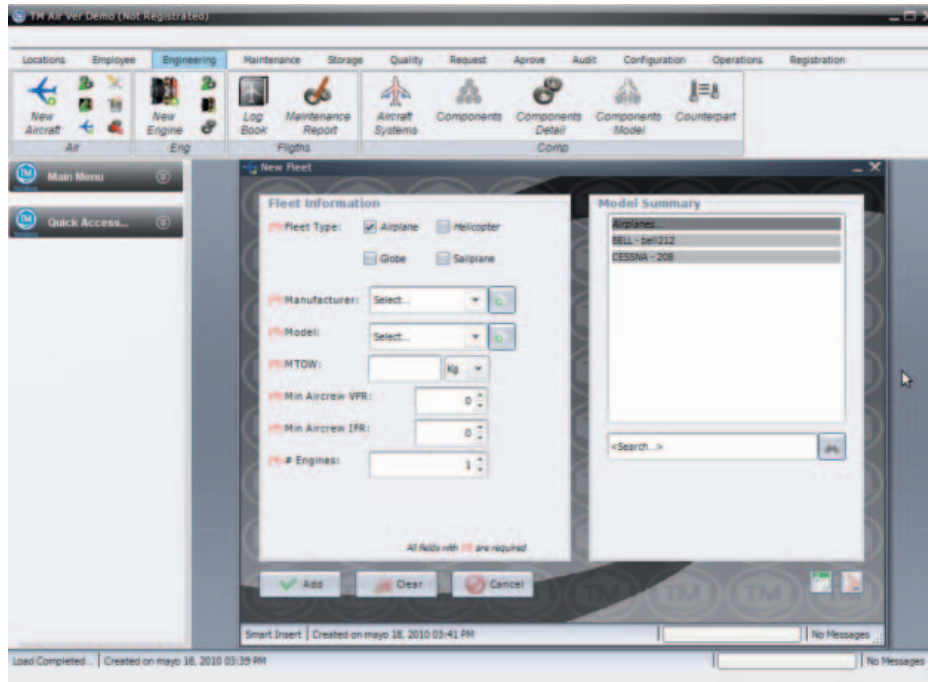 TM Air Ver Demo (Not Registrated)
Locations Employee Engineering Maintenance Storage Quality Request Aprove Audit Configuration Operations Registration
New Aircraft
New Engine
Log Book
Maintenance Report
Aircraft Systems
Components
Components Detail
Components Model
Counterpart
Air Eng Fligths Comp
TM Main Menu
TM Quick Access...
New Fleet
Fleet Information
(*) Fleet Type: Airplane Helicopter
Globe Sailplane
(*) Manufacturer: Select...
(*) Model: Select...
(*) MTOW: Kg
(*) Min Aircrew VFR: 0
(*) Min Aircrew IFR: 0
(*) # Engines: 1
All fields with (*) are required
Model Summary
Airplanes...
BELL - bell212
CESSNA - 208
<Search...>
Add Clear Cancel
TM TM TM
Smart Insert Created on mayo 18, 2010 03:41 PM No Messages
Load Completed... Created on mayo 18, 2010 03:39 PM No Messages